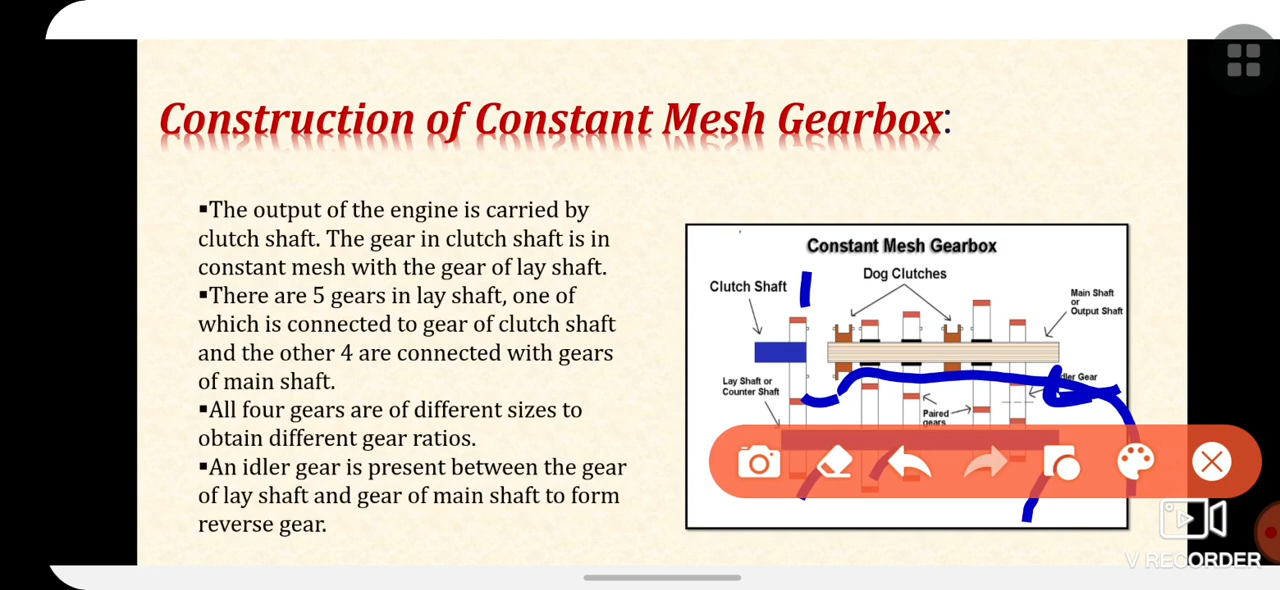 Construction of Constant Mesh Gearbox:
▪The output of the engine is carried by
clutch shaft. The gear in clutch shaft is in
constant mesh with the gear of lay shaft.
▪There are 5 gears in lay shaft, one of
which is connected to gear of clutch shaft
and the other 4 are connected with gears
of main shaft.
▪All four gears are of different sizes to
obtain different gear ratios.
▪An idler gear is present between the gear
of lay shaft and gear of main shaft to form
reverse gear.
Constant Mesh Gearbox
Dog Clutches
Clutch Shaft
Main Shaft
or
Output Shaft
Lay Shaft or
Counter Shaft
Gear
Paired
gears
V RECORDER